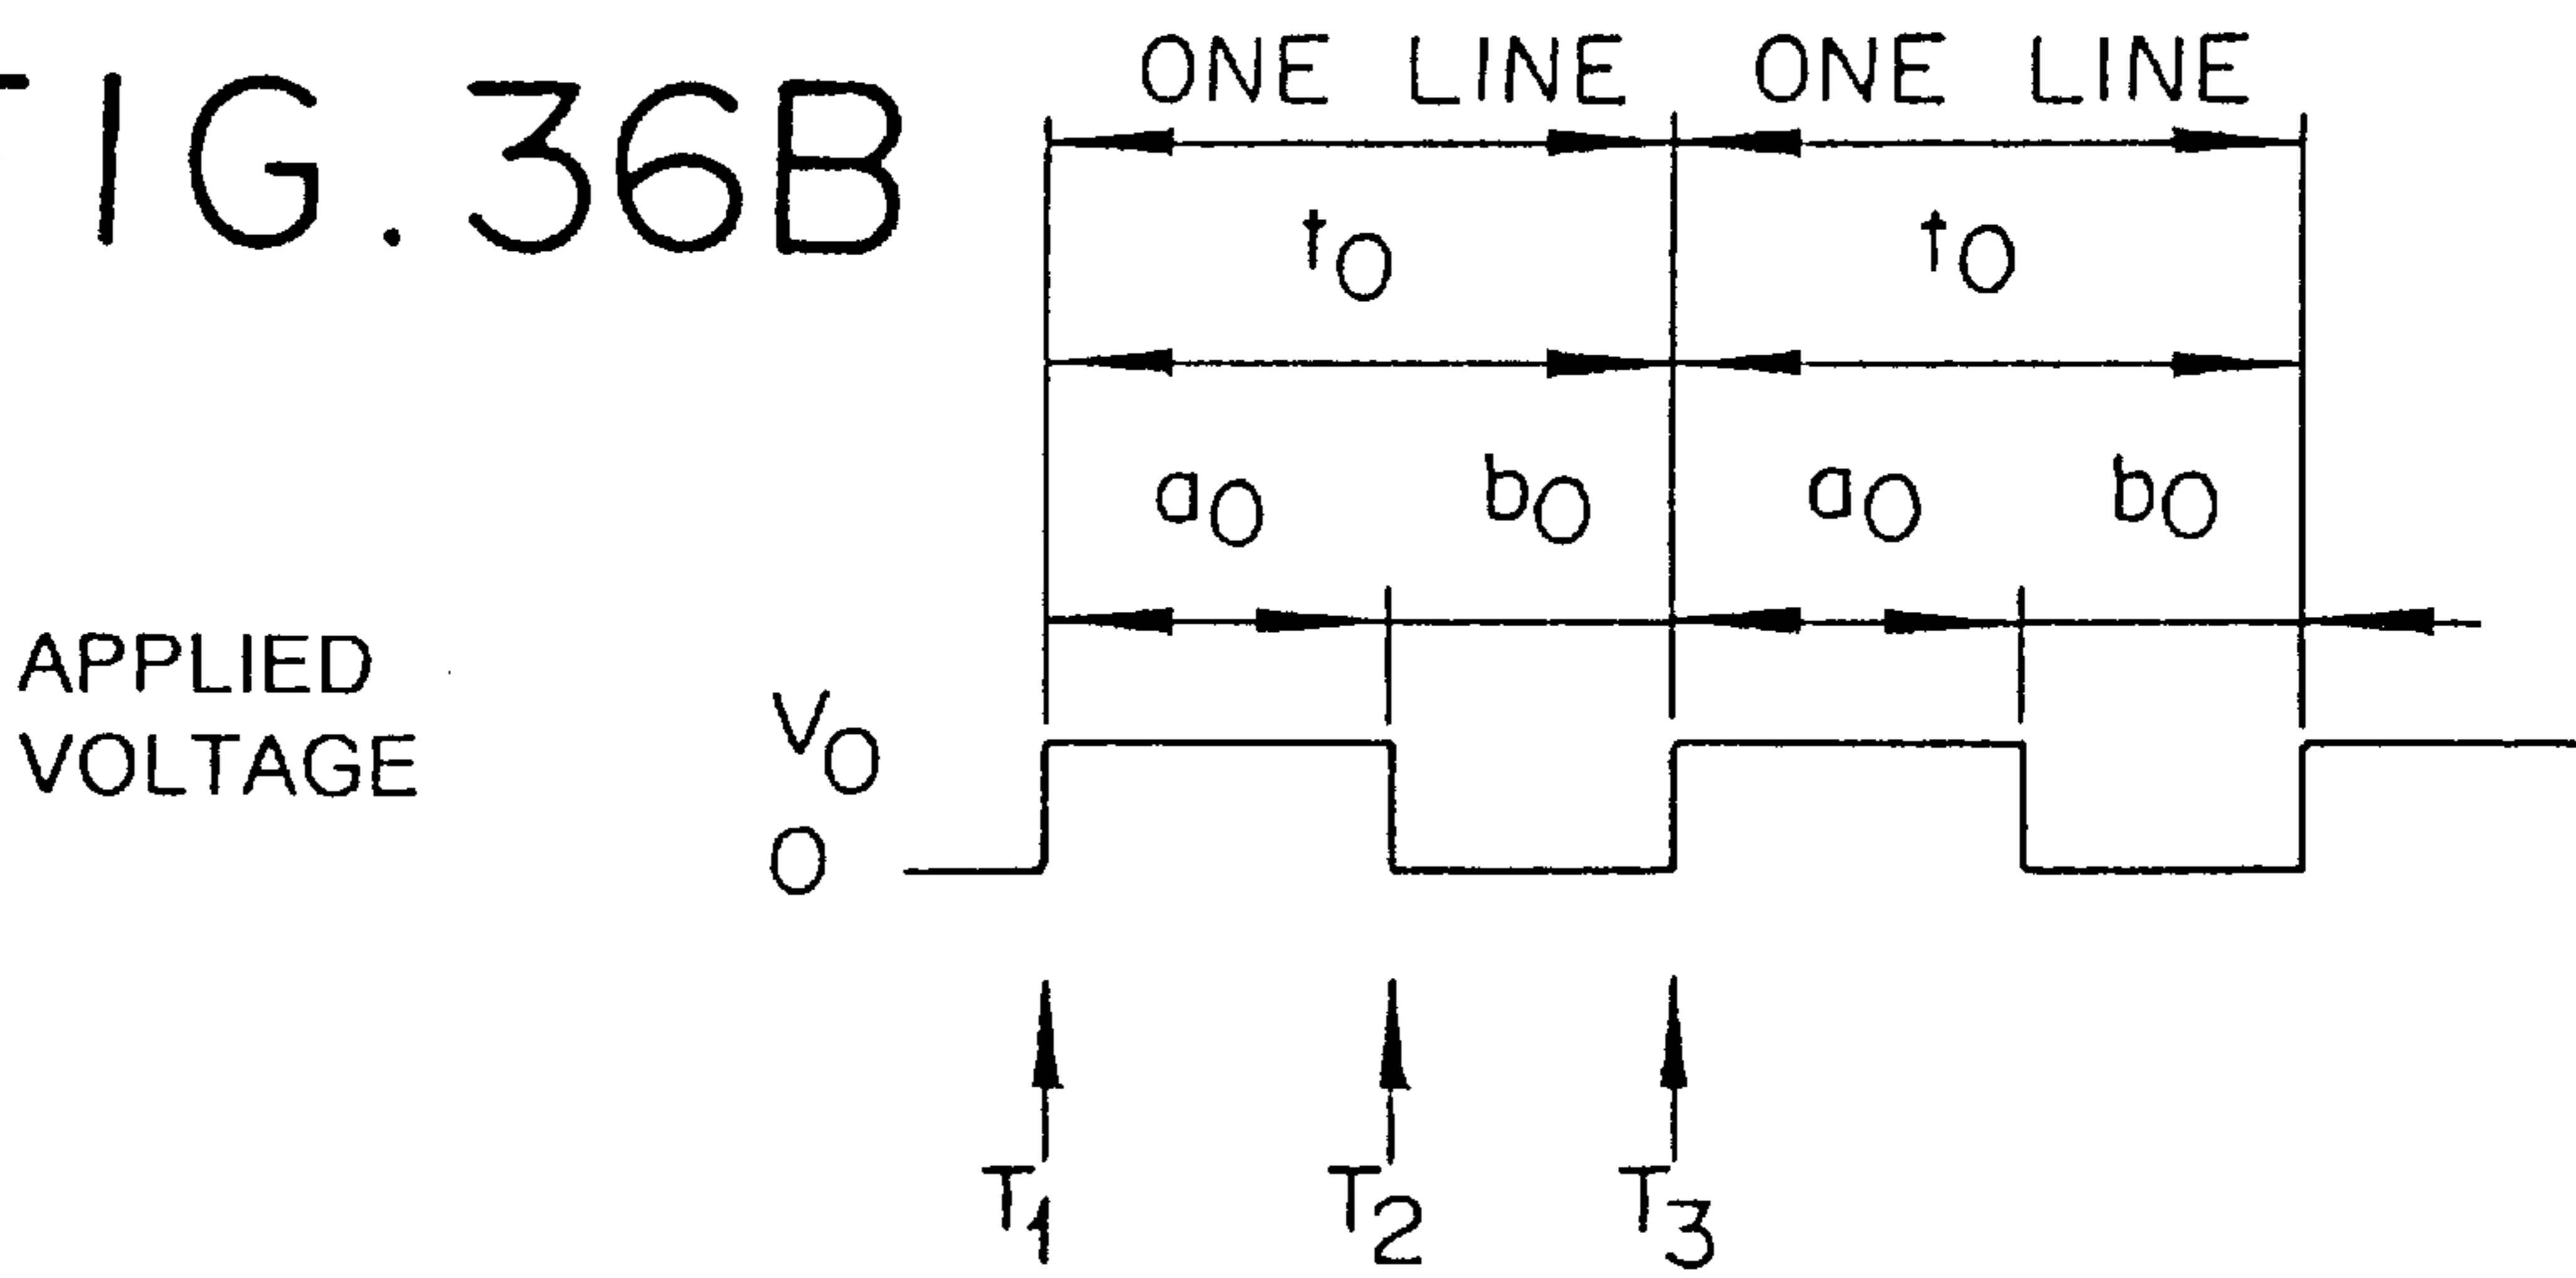 FIG. 36B
ONE LINE ONE LINE
t0 t0
a0 b0 a0 b0
APPLIED
VOLTAGE
V0
0
T1 T2 T3